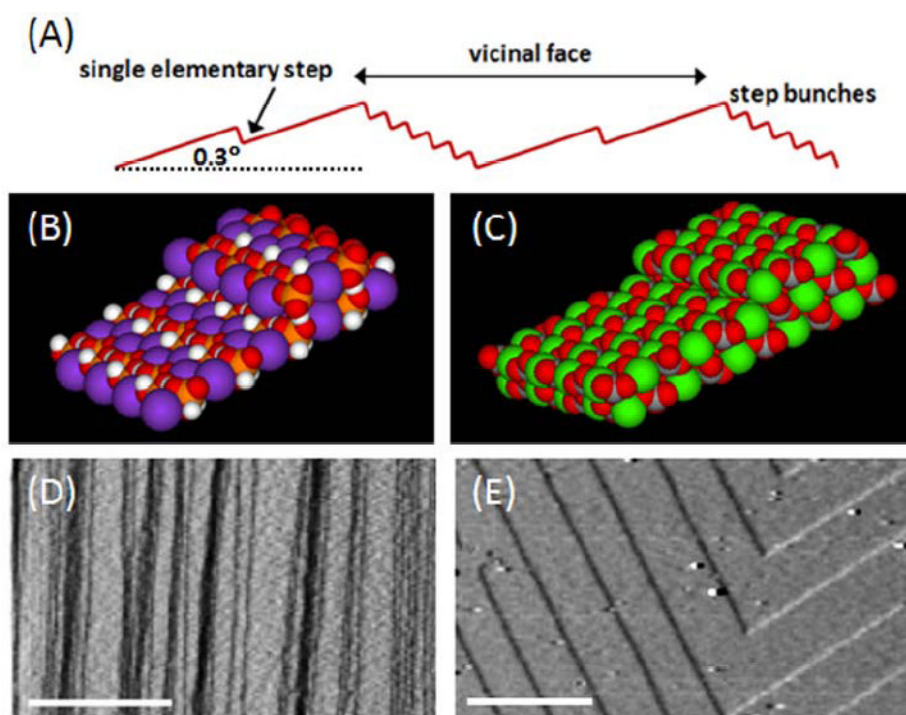 (A)
single elementary step
vicinal face
step bunches
0.3°
(B)
(C)
(D)
(E)